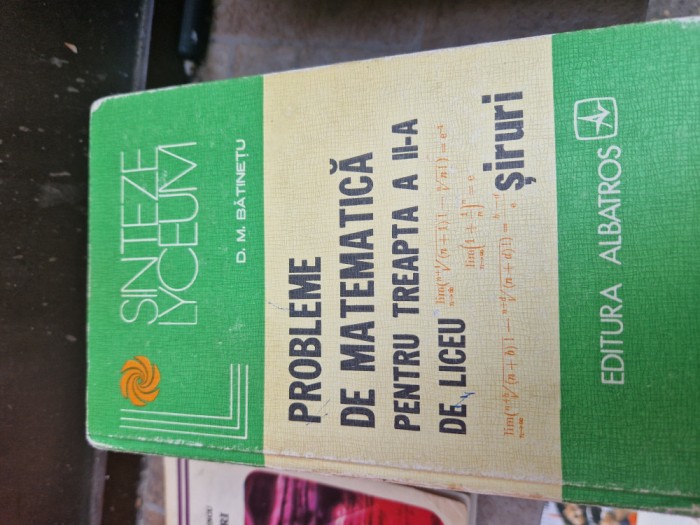 SINTEZE
LYCEUM
D. M. BĂTINEȚU
PROBLEME
DE MATEMATICĂ
PENTRU TREAPTA A II-A
DE LICEU
șiruri
EDITURA ALBATROS